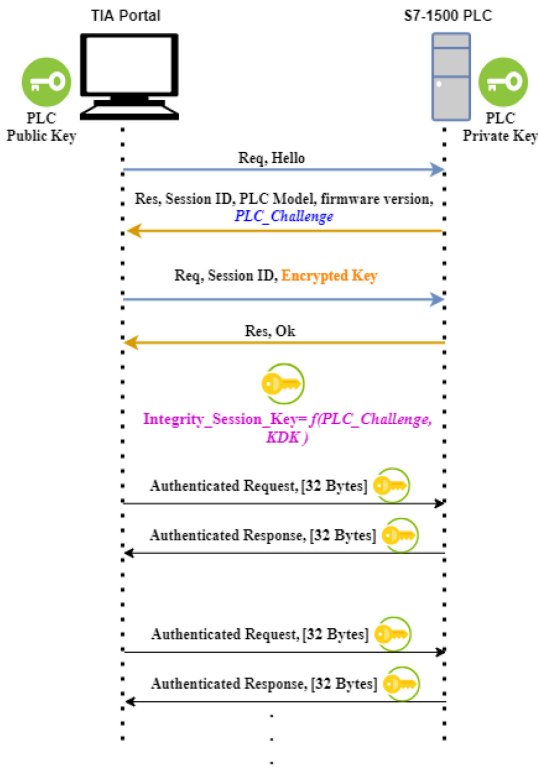 TIA Portal
S7-1500 PLC
PLC
Public Key
PLC
Private Key
Req, Hello
Res, Session ID, PLC Model, firmware version,
PLC_Challenge
Req, Session ID, Encrypted Key
Res, Ok
Integrity_Session_Key= f(PLC_Challenge,
KDK )
Authenticated Request, [32 Bytes]
Authenticated Response, [32 Bytes]
Authenticated Request, [32 Bytes]
Authenticated Response, [32 Bytes]